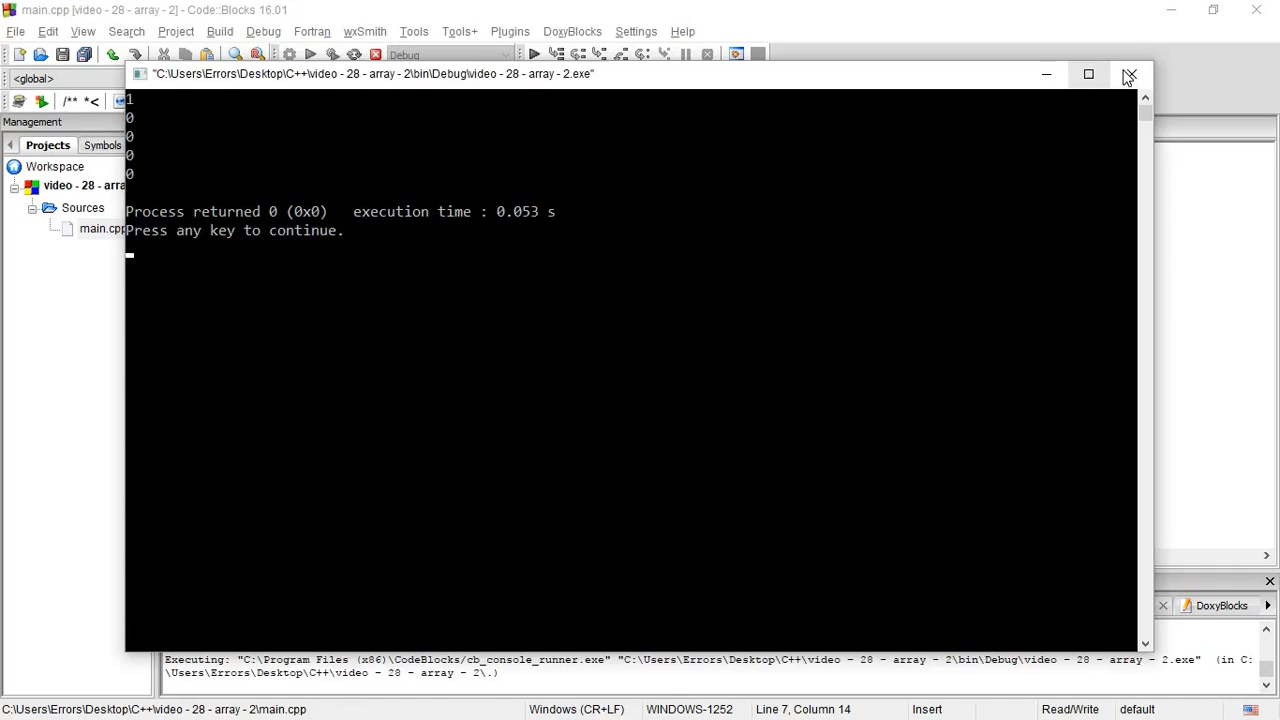 main.cpp [video - 28 - array - 2] - Code::Blocks 16.01
File Edit View Search Project Build Debug Fortran wxSmith Tools Tools+ Plugins DoxyBlocks Settings Help
Debug
<global>
"C:\Users\Errors\Desktop\C++\video - 28 - array - 2\bin\Debug\video - 28 - array - 2.exe"
/** *<
Management
Projects Symbols
Workspace
video - 28 - arra
Sources
main.cpp
1
0
0
0
0
Process returned 0 (0x0)   execution time : 0.053 s
Press any key to continue.
DoxyBlocks
Executing: "C:\Program Files (x86)\CodeBlocks/cb_console_runner.exe" "C:\Users\Errors\Desktop\C++\video - 28 - array - 2\bin\Debug\video - 28 - array - 2.exe"  (in C:
\Users\Errors\Desktop\C++\video - 28 - array - 2\.)
C:\Users\Errors\Desktop\C++\video - 28 - array - 2\main.cpp Windows (CR+LF) WINDOWS-1252 Line 7, Column 14 Insert Read/Write default